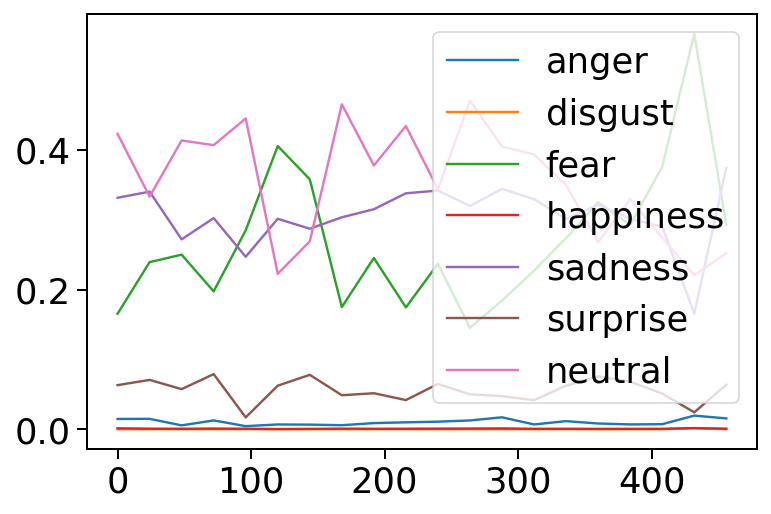 anger
disgust
fear
happiness
sadness
surprise
neutral
0.4
0.2
0.0
0 100 200 300 400